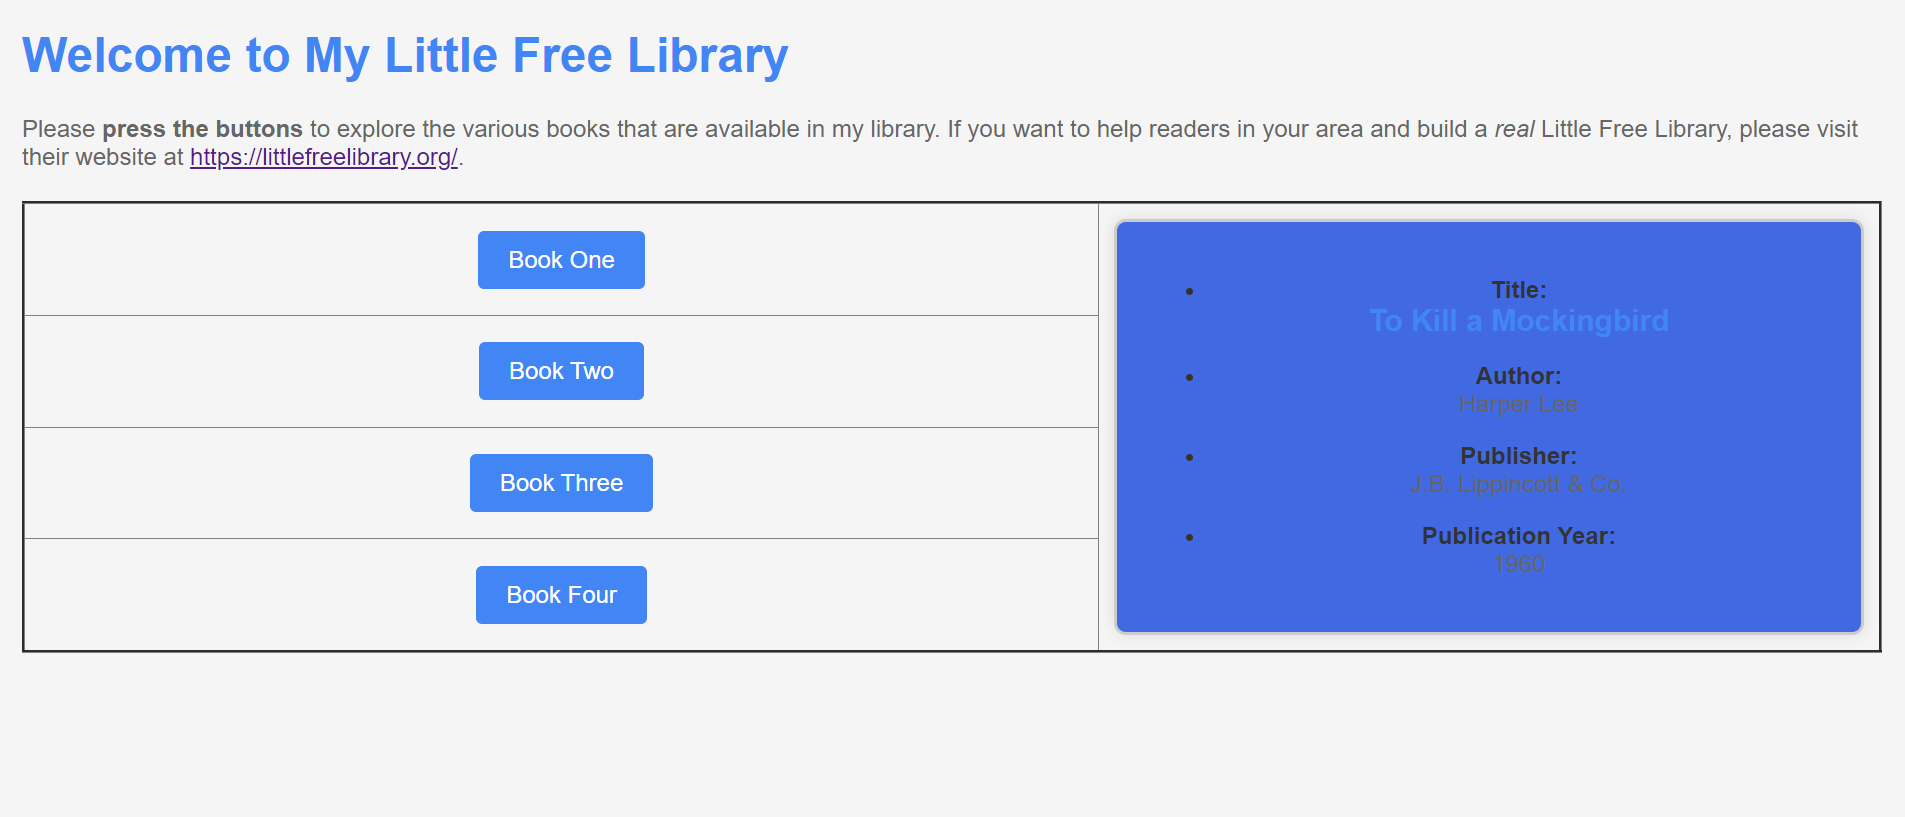 Welcome to My Little Free Library
Please press the buttons to explore the various books that are available in my library. If you want to help readers in your area and build a real Little Free Library, please visit
their website at https://littlefreelibrary.org/.
Book One
Book Two
Book Three
Book Four
Title:
To Kill a Mockingbird
Author:
Harper Lee
Publisher:
J.B. Lippincott & Co.
Publication Year:
1960